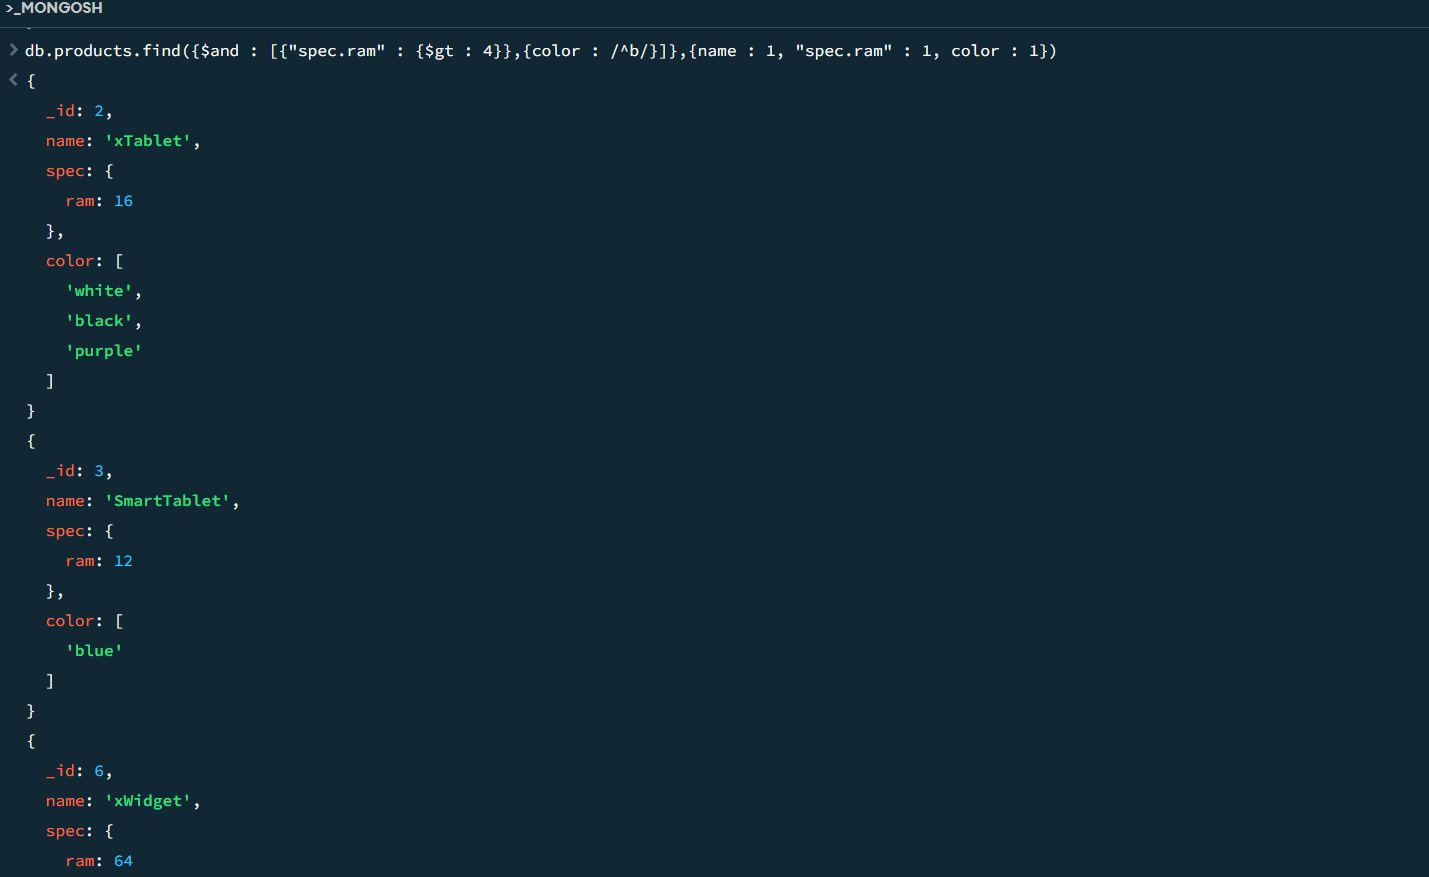 >_MONGOSH
> db.products.find({$and : [{"spec.ram" : {$gt : 4}},{color : /^b/}]},{name : 1, "spec.ram" : 1, color : 1})
< {
_id: 2,
name: 'xTablet',
spec: {
ram: 16
},
color: [
'white',
'black',
'purple'
]
}
{
_id: 3,
name: 'SmartTablet',
spec: {
ram: 12
},
color: [
'blue'
]
}
{
_id: 6,
name: 'xWidget',
spec: {
ram: 64